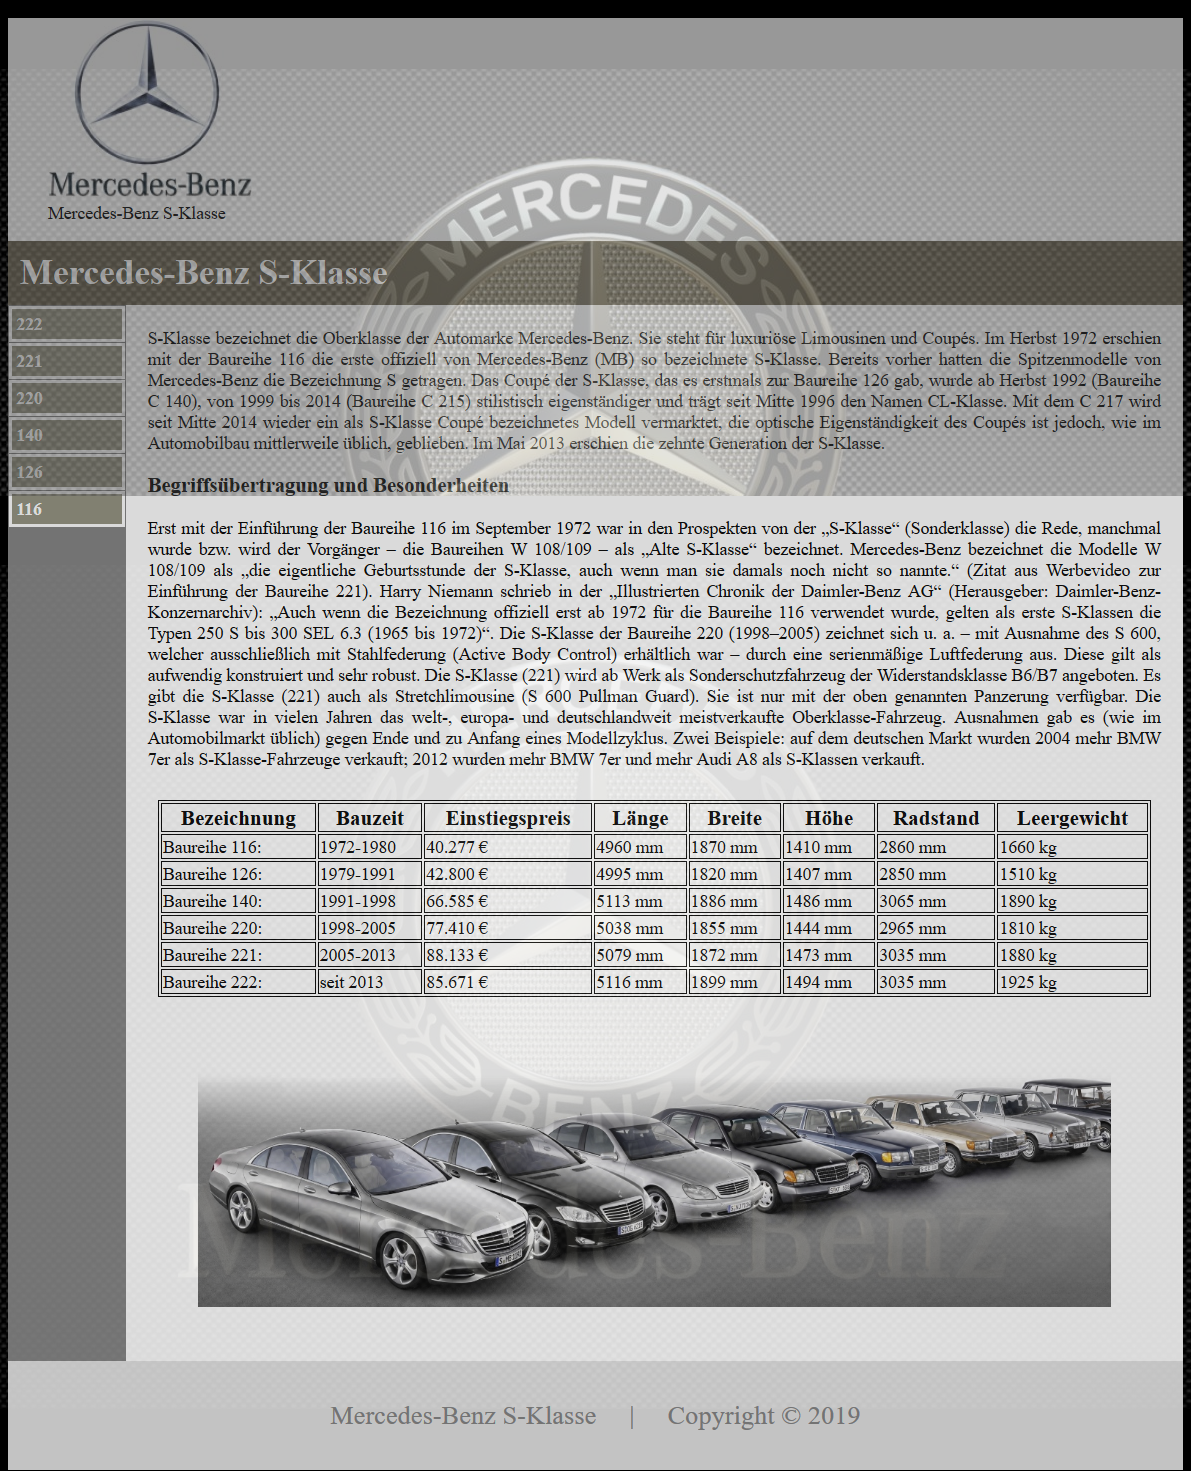 Mercedes-Benz
Mercedes-Benz S-Klasse
MERCEDES
Mercedes-Benz S-Klasse
222
221
220
140
126
116
S-Klasse bezeichnet die Oberklasse der Automarke Mercedes-Benz. Sie steht für luxuriöse Limousinen und Coupés. Im Herbst 1972 erschien
mit der Baureihe 116 die erste offiziell von Mercedes-Benz (MB) so bezeichnete S-Klasse. Bereits vorher hatten die Spitzenmodelle von
Mercedes-Benz die Bezeichnung S getragen. Das Coupé der S-Klasse, das es erstmals zur Baureihe 126 gab, wurde ab Herbst 1992 (Baureihe
C 140), von 1999 bis 2014 (Baureihe C 215) stilistisch eigenständiger und trägt seit Mitte 1996 den Namen CL-Klasse. Mit dem C 217 wird
seit Mitte 2014 wieder ein als S-Klasse Coupé bezeichnetes Modell vermarktet, die optische Eigenständigkeit des Coupés ist jedoch, wie im
Automobilbau mittlerweile üblich, geblieben. Im Mai 2013 erschien die zehnte Generation der S-Klasse.
Begriffsübertragung und Besonderheiten
Erst mit der Einführung der Baureihe 116 im September 1972 war in den Prospekten von der „S-Klasse“ (Sonderklasse) die Rede, manchmal
wurde bzw. wird der Vorgänger – die Baureihen W 108/109 – als „Alte S-Klasse“ bezeichnet. Mercedes-Benz bezeichnet die Modelle W
108/109 als „die eigentliche Geburtsstunde der S-Klasse, auch wenn man sie damals noch nicht so nannte.“ (Zitat aus Werbevideo zur
Einführung der Baureihe 221). Harry Niemann schrieb in der „Illustrierten Chronik der Daimler-Benz AG“ (Herausgeber: Daimler-Benz-
Konzernarchiv): „Auch wenn die Bezeichnung offiziell erst ab 1972 für die Baureihe 116 verwendet wurde, gelten als erste S-Klassen die
Typen 250 S bis 300 SEL 6.3 (1965 bis 1972)“. Die S-Klasse der Baureihe 220 (1998–2005) zeichnet sich u. a. – mit Ausnahme des S 600,
welcher ausschließlich mit Stahlfederung (Active Body Control) erhältlich war – durch eine serienmäßige Luftfederung aus. Diese gilt als
aufwendig konstruiert und sehr robust. Die S-Klasse (221) wird ab Werk als Sonderschutzfahrzeug der Widerstandsklasse B6/B7 angeboten. Es
gibt die S-Klasse (221) auch als Stretchlimousine (S 600 Pullman Guard). Sie ist nur mit der oben genannten Panzerung verfügbar. Die
S-Klasse war in vielen Jahren das welt-, europa- und deutschlandweit meistverkaufte Oberklasse-Fahrzeug. Ausnahmen gab es (wie im
Automobilmarkt üblich) gegen Ende und zu Anfang eines Modellzyklus. Zwei Beispiele: auf dem deutschen Markt wurden 2004 mehr BMW
7er als S-Klasse-Fahrzeuge verkauft; 2012 wurden mehr BMW 7er und mehr Audi A8 als S-Klassen verkauft.
MERCEDES
Bezeichnung Bauzeit Einstiegspreis Länge Breite Höhe Radstand Leergewicht
Baureihe 116: 1972-1980 40.277 € 4960 mm 1870 mm 1410 mm 2860 mm 1660 kg
Baureihe 126: 1979-1991 42.800 € 4995 mm 1820 mm 1407 mm 2850 mm 1510 kg
Baureihe 140: 1991-1998 66.585 € 5113 mm 1886 mm 1486 mm 3065 mm 1890 kg
Baureihe 220: 1998-2005 77.410 € 5038 mm 1855 mm 1444 mm 2965 mm 1810 kg
Baureihe 221: 2005-2013 88.133 € 5079 mm 1872 mm 1473 mm 3035 mm 1880 kg
Baureihe 222: seit 2013 85.671 € 5116 mm 1899 mm 1494 mm 3035 mm 1925 kg
BENZ
Mercedes-Benz
Mercedes-Benz S-Klasse | Copyright © 2019